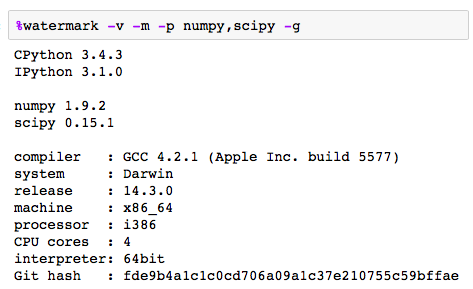 %watermark -v -m -p numpy,scipy -g
CPython 3.4.3
IPython 3.1.0
numpy 1.9.2
scipy 0.15.1
compiler   : GCC 4.2.1 (Apple Inc. build 5577)
system     : Darwin
release    : 14.3.0
machine    : x86_64
processor  : i386
CPU cores  : 4
interpreter: 64bit
Git hash   : fde9b4a1c1c0cd706a09a1c37e210755c59bffae